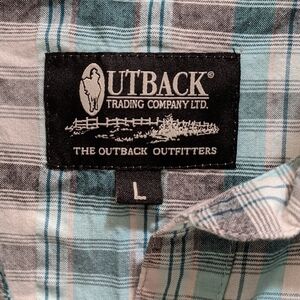 OUTBACK®
TRADING COMPANY LTD.
THE OUTBACK OUTFITTERS
L